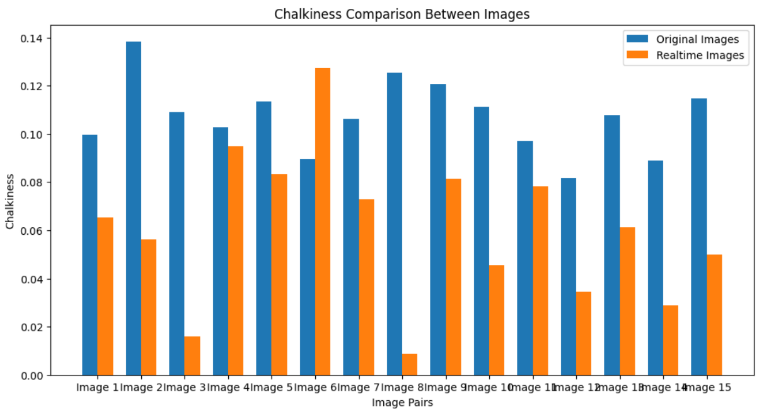 Chalkiness Comparison Between Images
Original Images
Realtime Images
0.14
0.12
0.10
0.08
0.06
0.04
0.02
0.00
Chalkiness
Image 1 Image 2 Image 3 Image 4 Image 5 Image 6 Image 7 Image 8 Image 9 Image 10 Image 11 Image 12 Image 13 Image 14 Image 15
Image Pairs